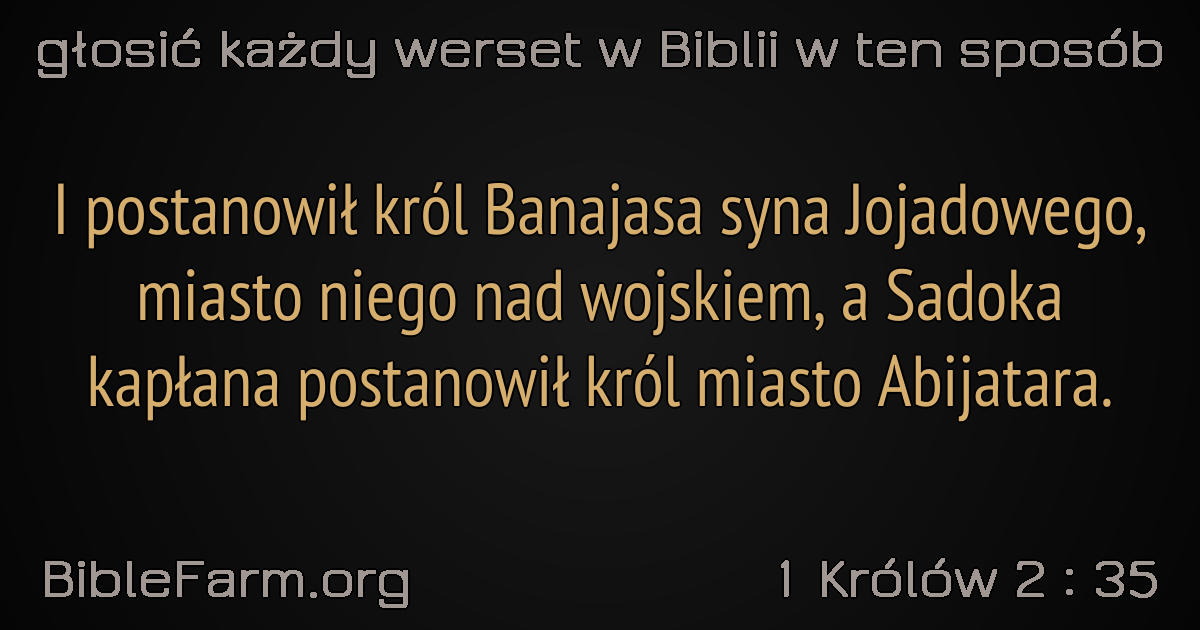 głosić każdy werset w Biblii w ten sposób
I postanowił król Banajasa syna Jojadowego,
miasto niego nad wojskiem, a Sadoka
kapłana postanowił król miasto Abijatara.
BibleFarm.org
1 Królów 2 : 35